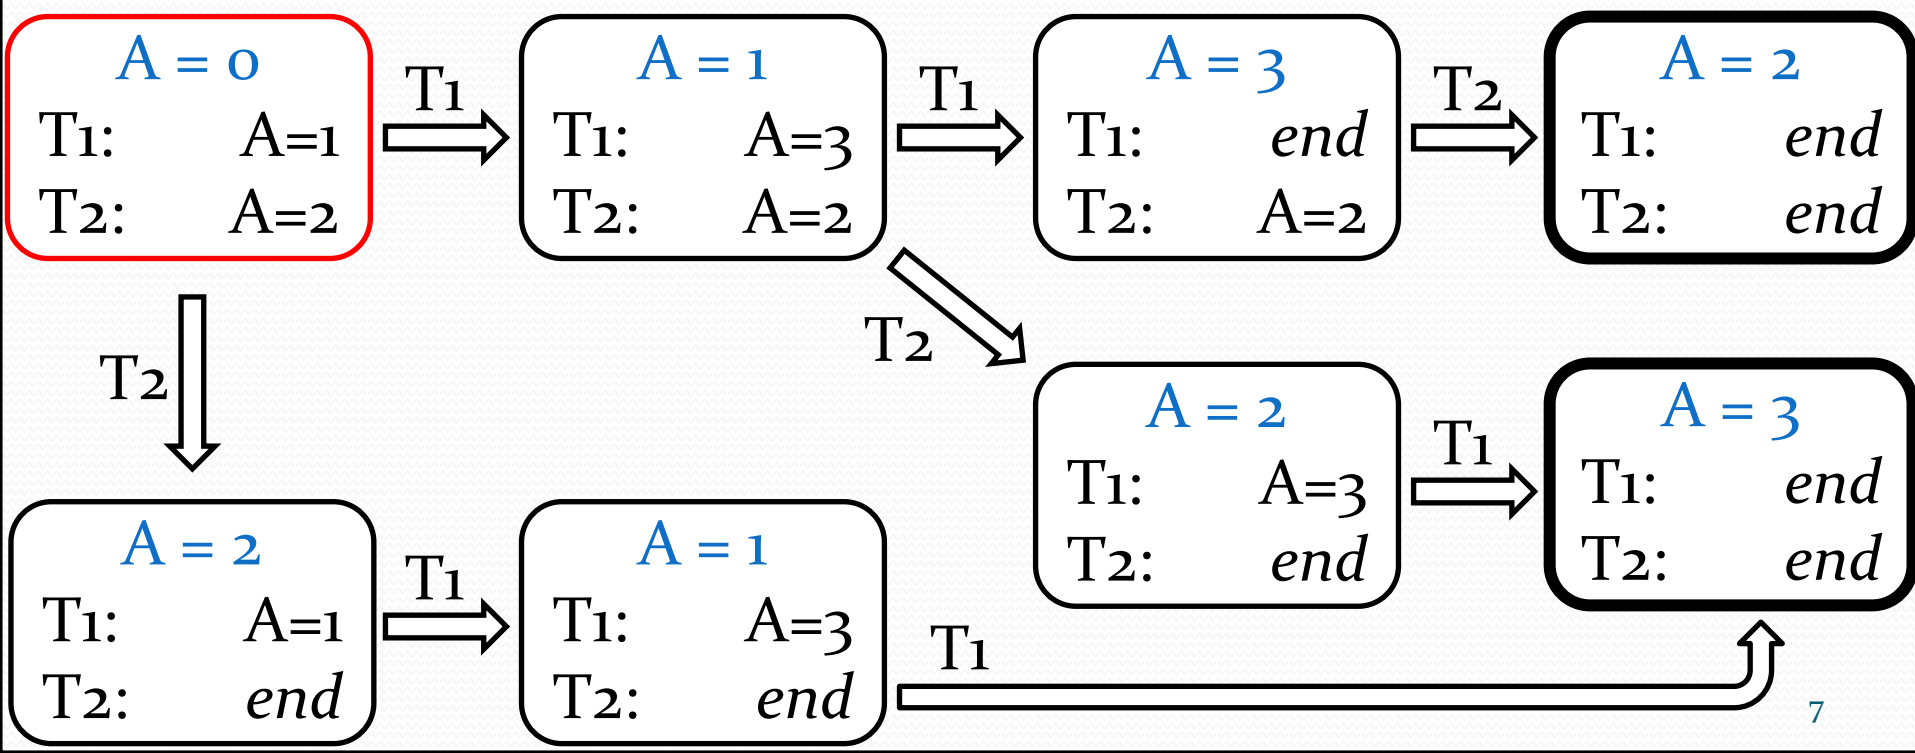 A = 0
T1: A=1
T2: A=2
T1
A = 1
T1: A=3
T2: A=2
T1
A = 3
T1: end
T2: A=2
T2
A = 2
T1: end
T2: end
T2
T2
A = 2
T1: A=3
T2: end
T1
A = 3
T1: end
T2: end
A = 2
T1: A=1
T2: end
T1
A = 1
T1: A=3
T2: end
T1
7